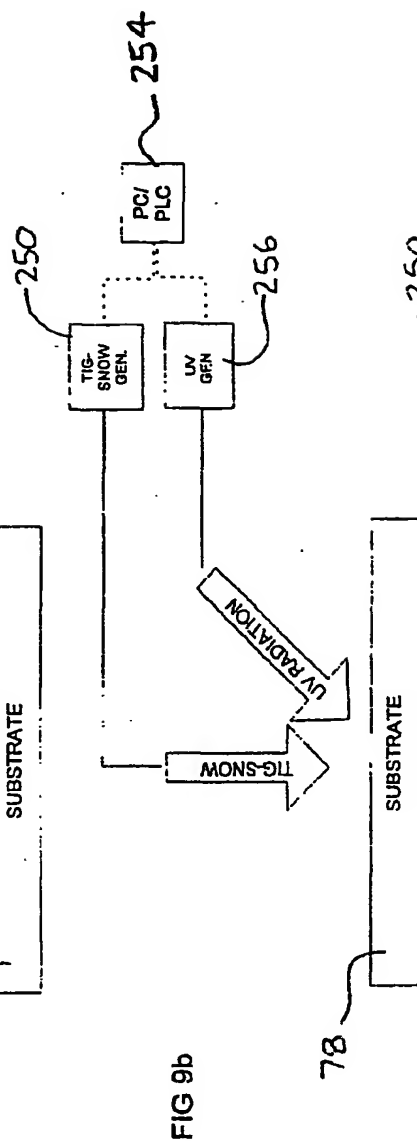 SUBSTRATE
254
PC/
PLC
250
TIG-
SNOW
GEN.
UV
GEN
256
UV RADIATION
TIG-SNOW
FIG 9b
SUBSTRATE
78
250